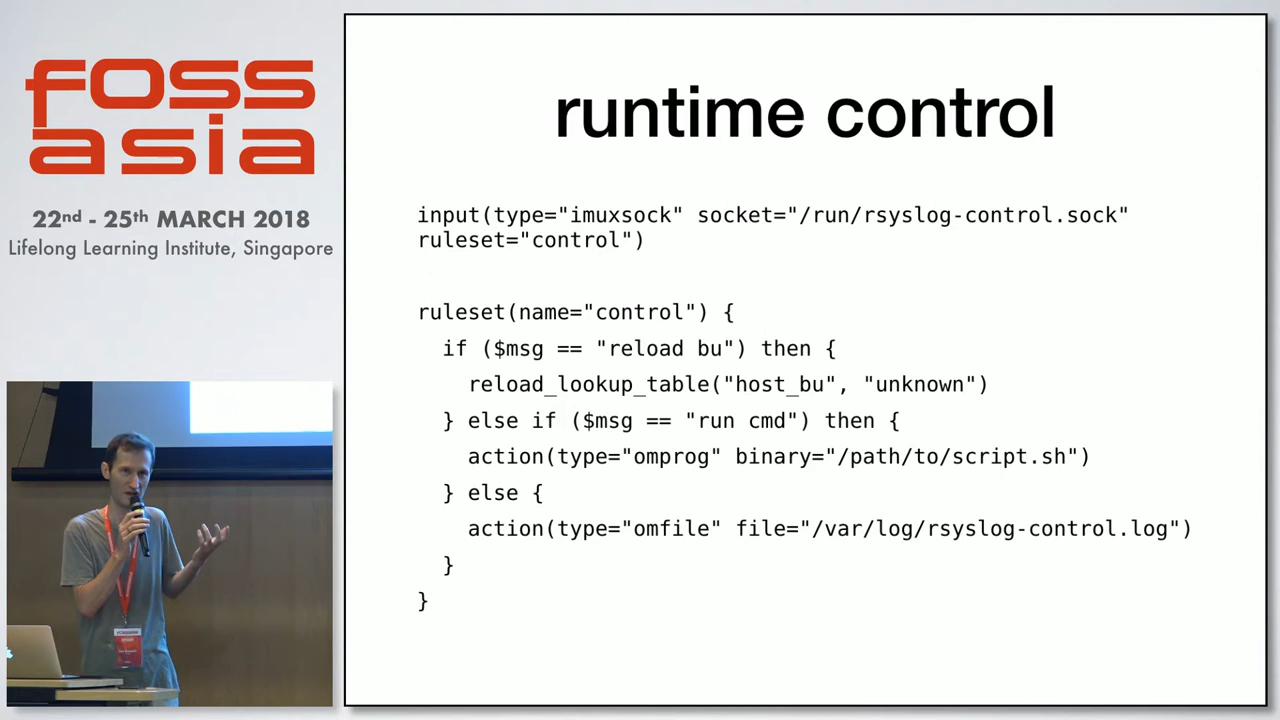 foss
asia
22nd - 25th MARCH 2018
Lifelong Learning Institute, Singapore
runtime control
input(type="imuxsock" socket="/run/rsyslog-control.sock"
ruleset="control")
ruleset(name="control") {
if ($msg == "reload bu") then {
reload_lookup_table("host_bu", "unknown")
} else if ($msg == "run cmd") then {
action(type="omprog" binary="/path/to/script.sh")
} else {
action(type="omfile" file="/var/log/rsyslog-control.log")
}
}